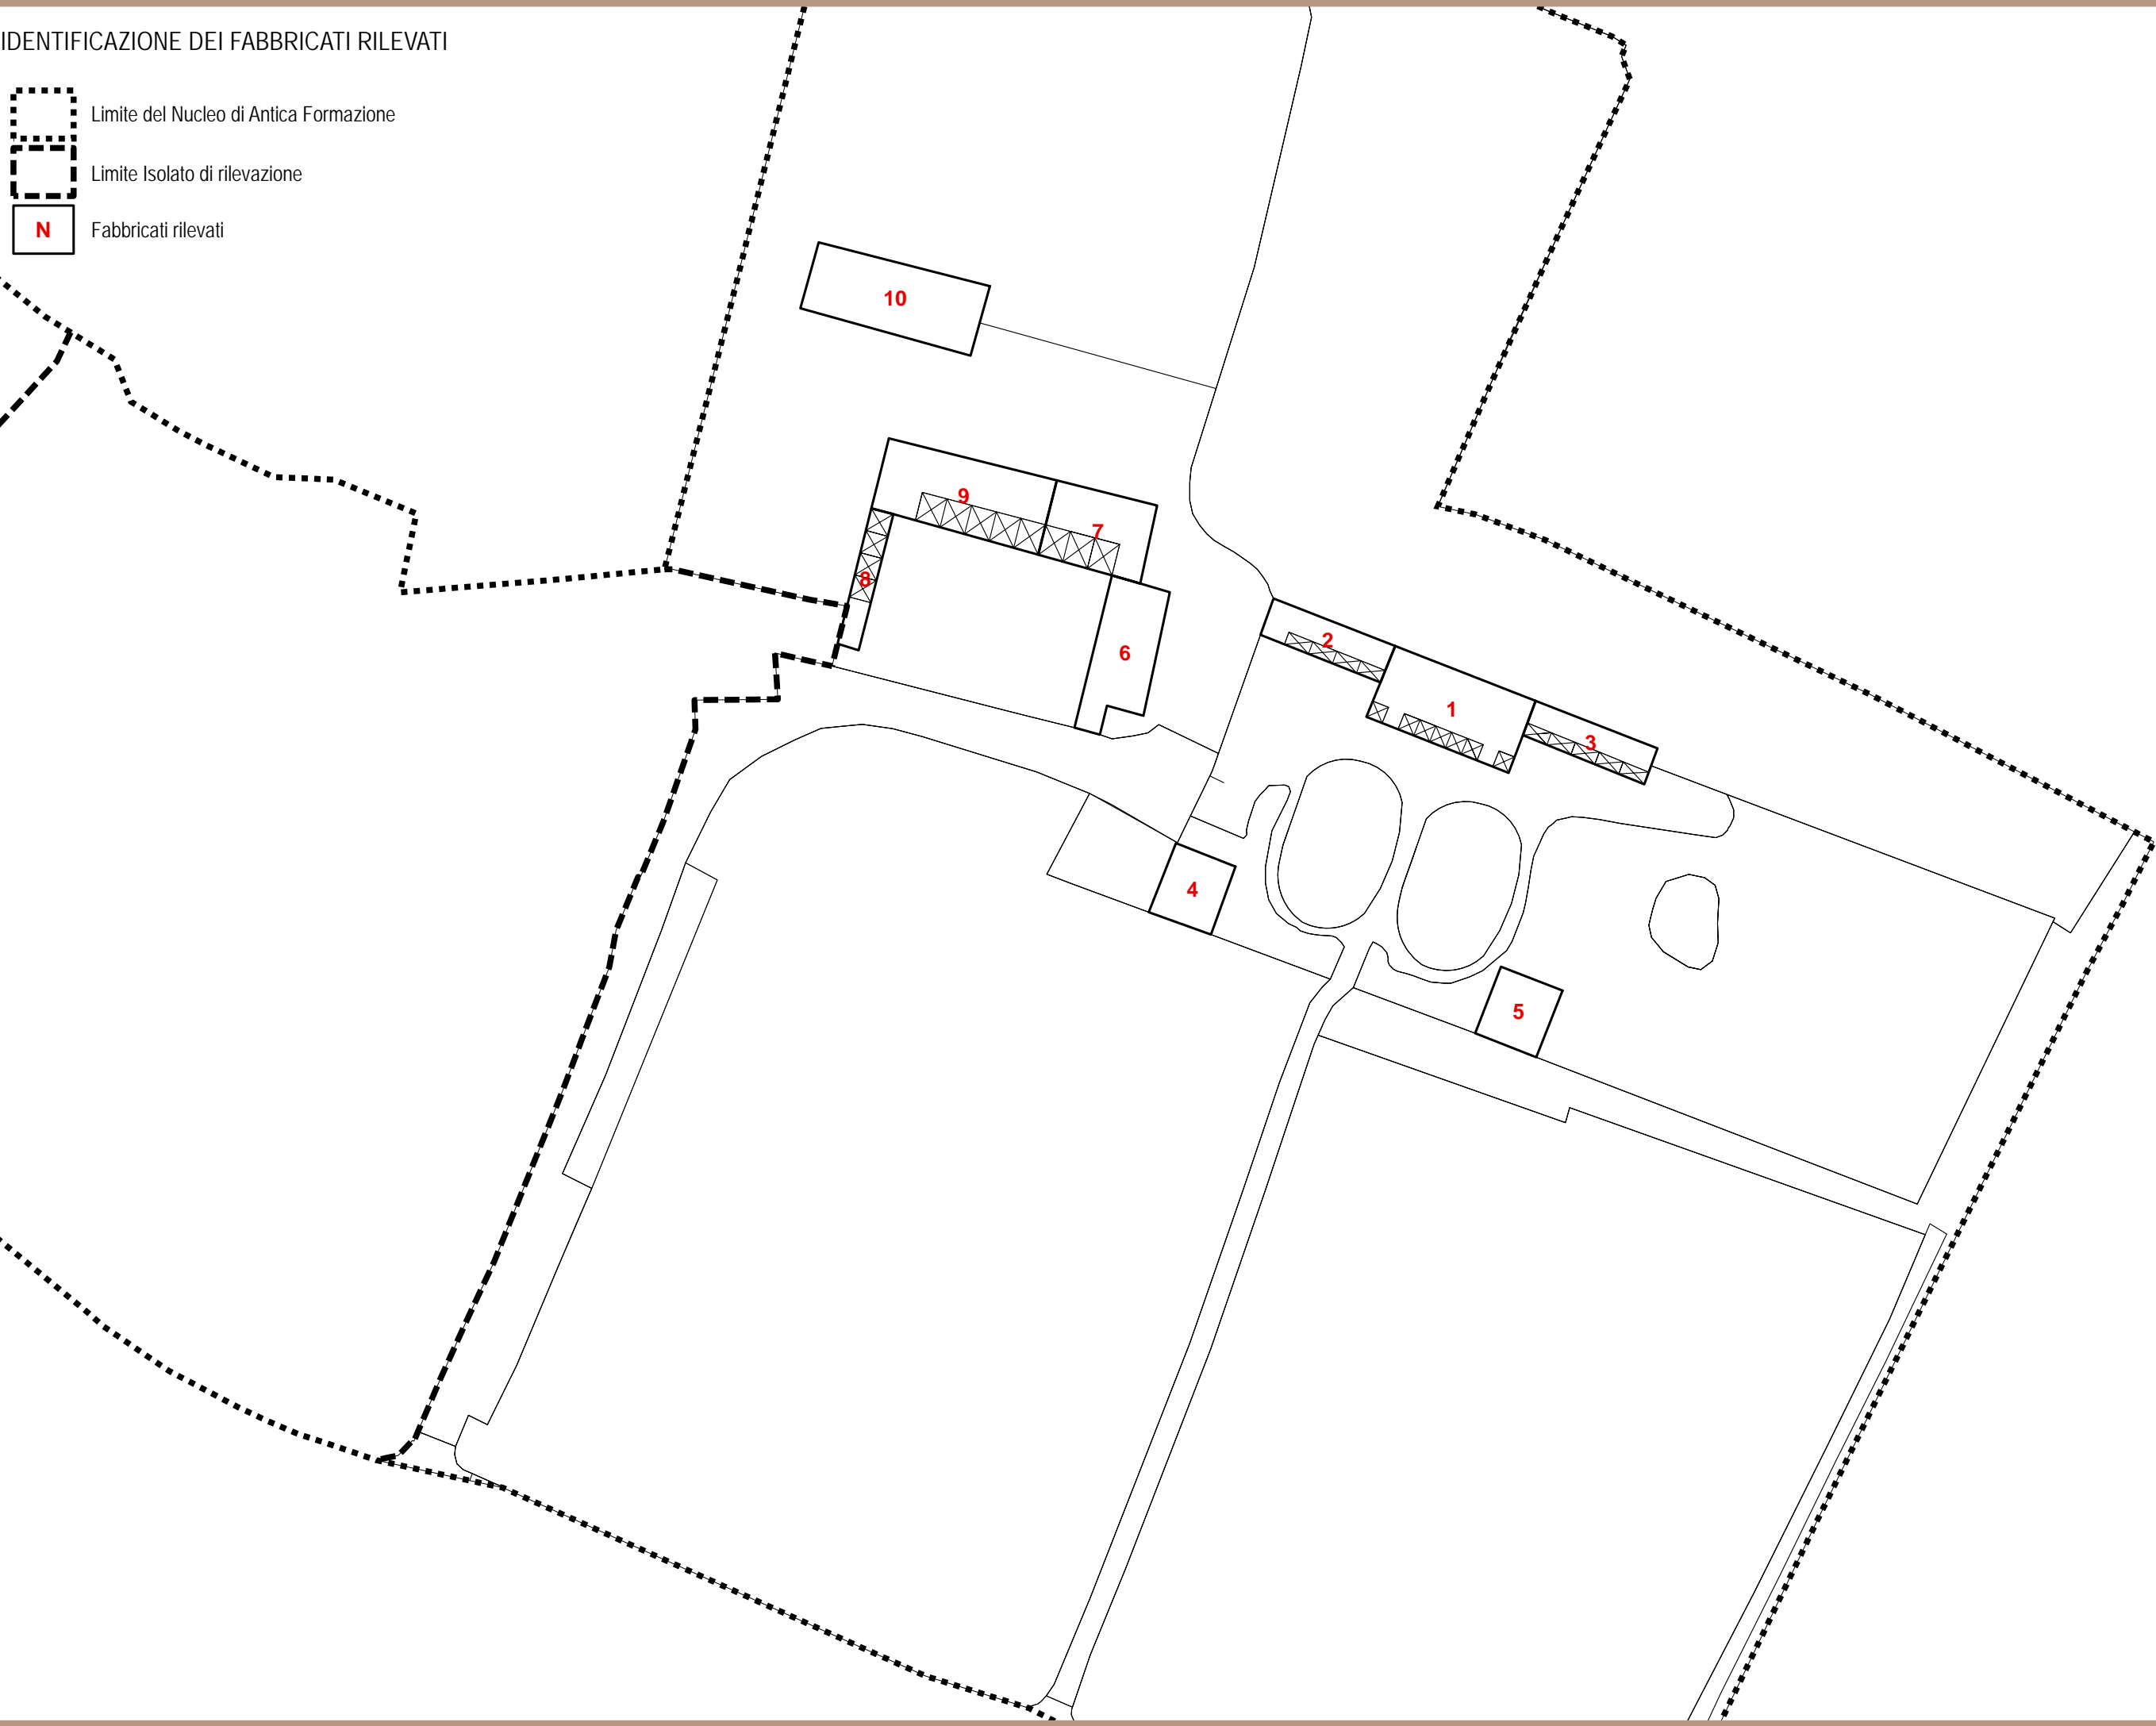 IDENTIFICAZIONE DEI FABBRICATI RILEVATI
Limite del Nucleo di Antica Formazione
Limite Isolato di rilevazione
N Fabbricati rilevati
10
9
7
8
2
6
1
3
4
5